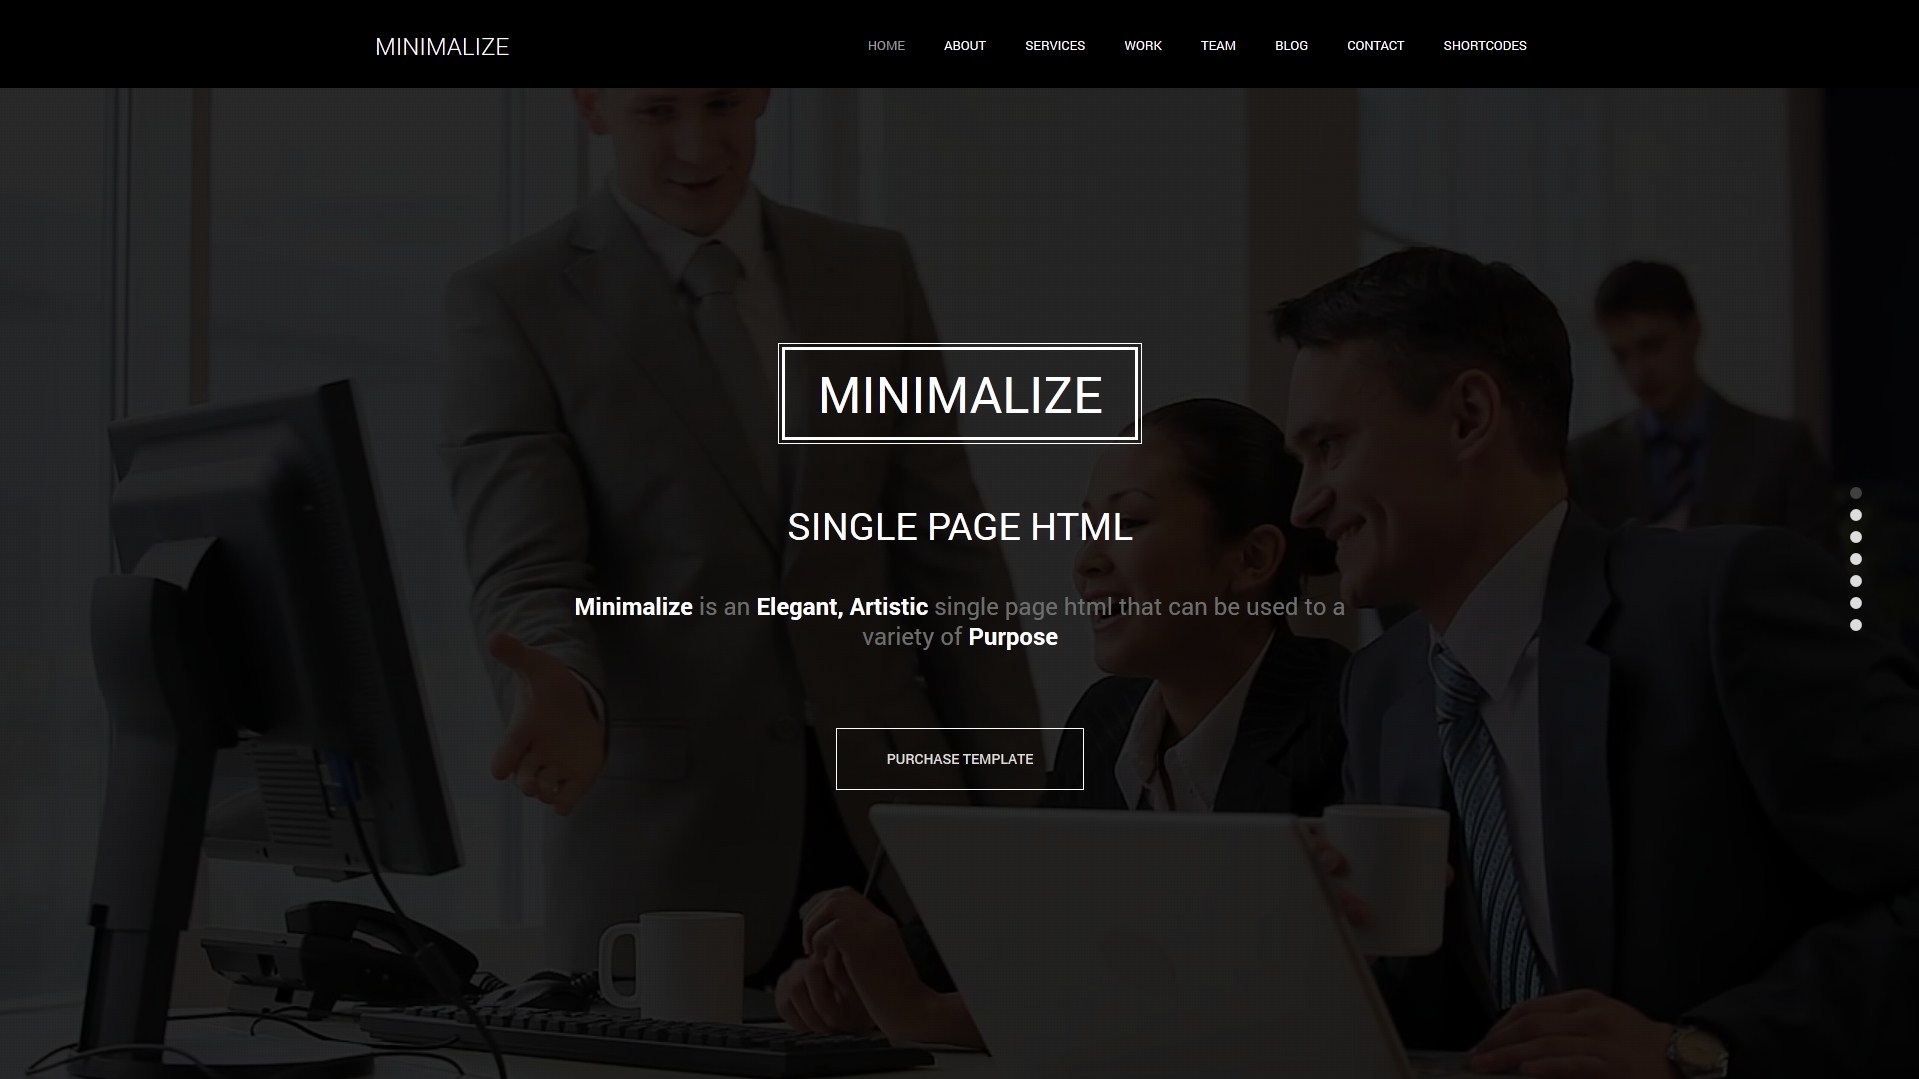 MINIMALIZE
HOME ABOUT SERVICES WORK TEAM BLOG CONTACT SHORTCODES
MINIMALIZE
SINGLE PAGE HTML
Minimalize is an Elegant, Artistic single page html that can be used to a
variety of Purpose
PURCHASE TEMPLATE